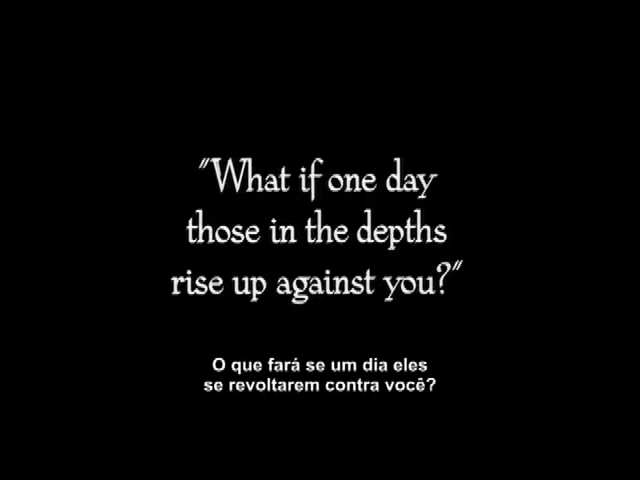 "What if one day
those in the depths
rise up against you?"
O que fará se um dia eles
se revoltarem contra você?